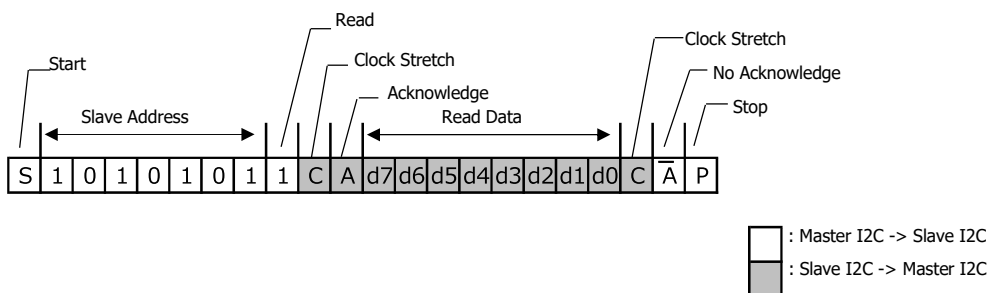 Read
Clock Stretch
Start
Clock Stretch
No Acknowledge
Acknowledge
Stop
Slave Address
Read Data
S 1 0 1 0 1 0 1 1 C A d7 d6 d5 d4 d3 d2 d1 d0 C A̅ P
: Master I2C -> Slave I2C
: Slave I2C -> Master I2C